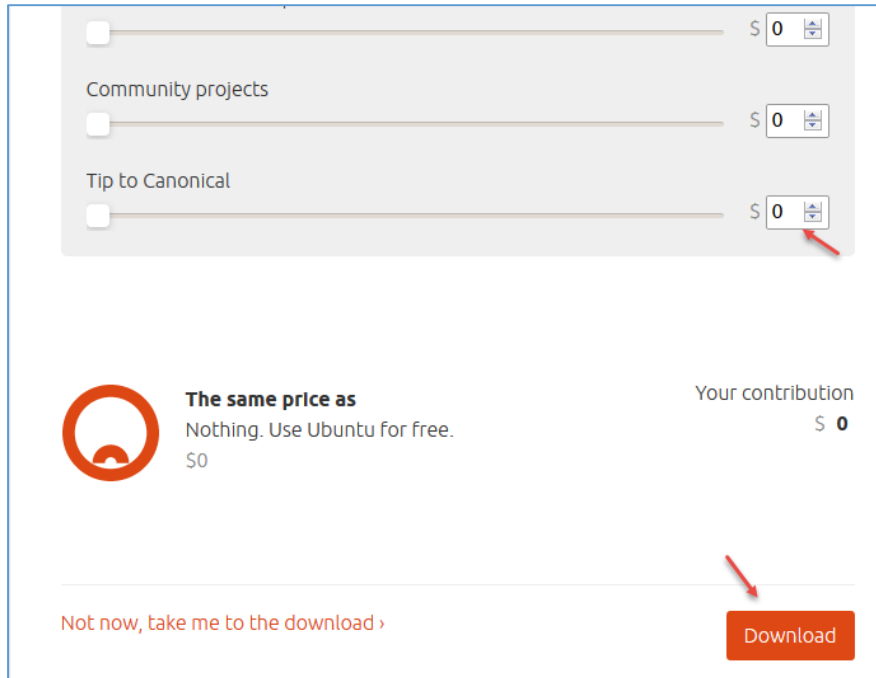 $ 0
Community projects
$ 0
Tip to Canonical
$ 0
The same price as
Nothing. Use Ubuntu for free.
$0
Your contribution
$ 0
Not now, take me to the download ›
Download